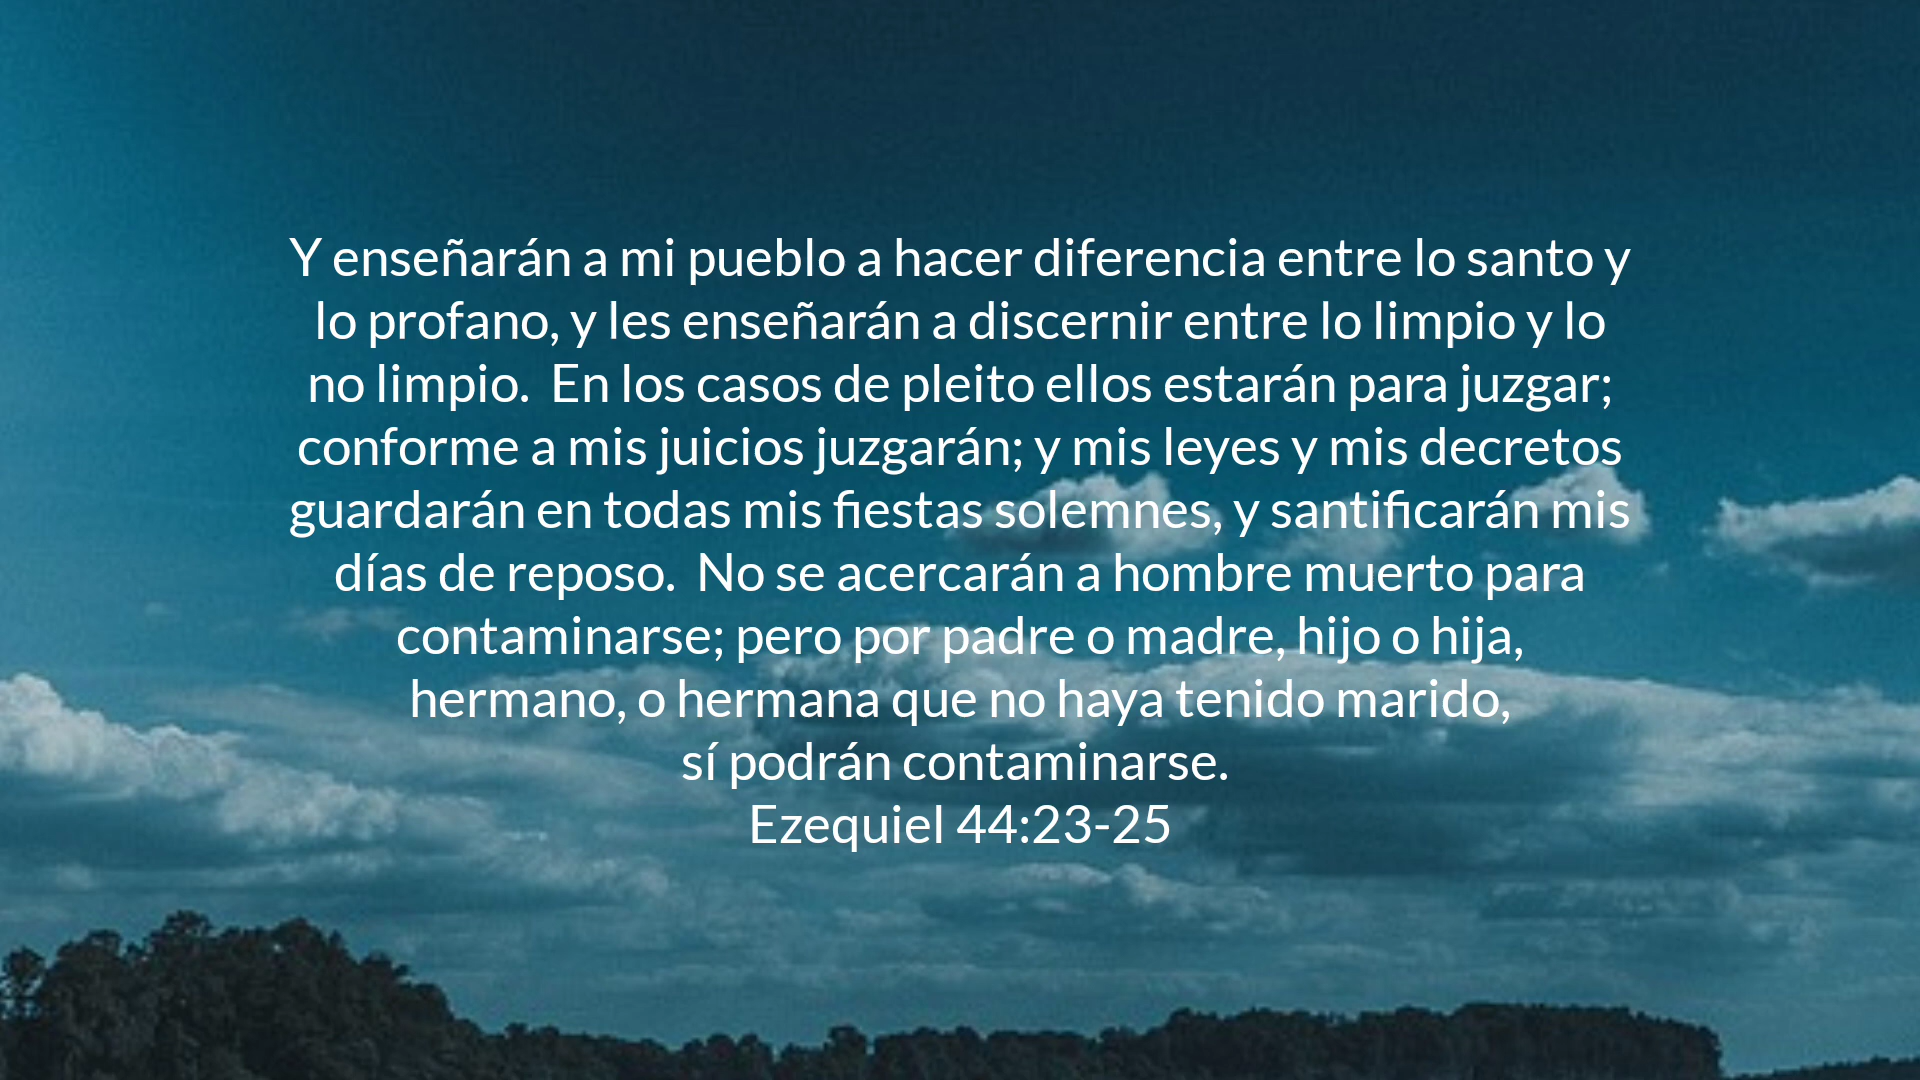 Y enseñarán a mi pueblo a hacer diferencia entre lo santo y
lo profano, y les enseñarán a discernir entre lo limpio y lo
no limpio.  En los casos de pleito ellos estarán para juzgar;
conforme a mis juicios juzgarán; y mis leyes y mis decretos
guardarán en todas mis fiestas solemnes, y santificarán mis
días de reposo.  No se acercarán a hombre muerto para
contaminarse; pero por padre o madre, hijo o hija,
hermano, o hermana que no haya tenido marido,
sí podrán contaminarse.
Ezequiel 44:23-25